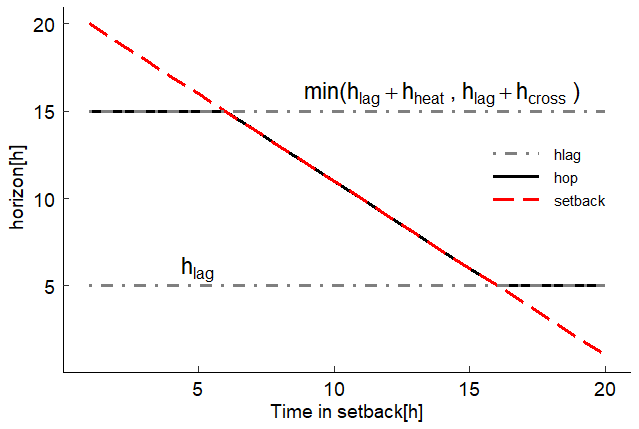 20
min(hlag + hheat , hlag + hcross )
15
hlag
hop
setback
horizon[h]
10
hlag
5
5 10 15 20
Time in setback[h]